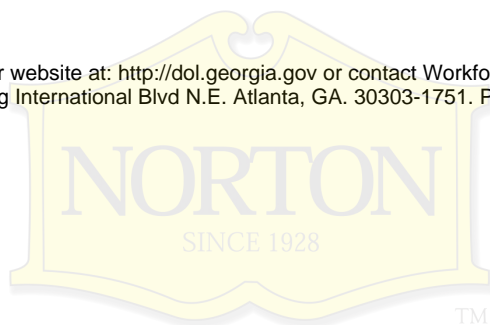 r website at: http://dol.georgia.gov or contact Workfo
g International Blvd N.E. Atlanta, GA. 30303-1751. P
NORTON
SINCE 1928
TM